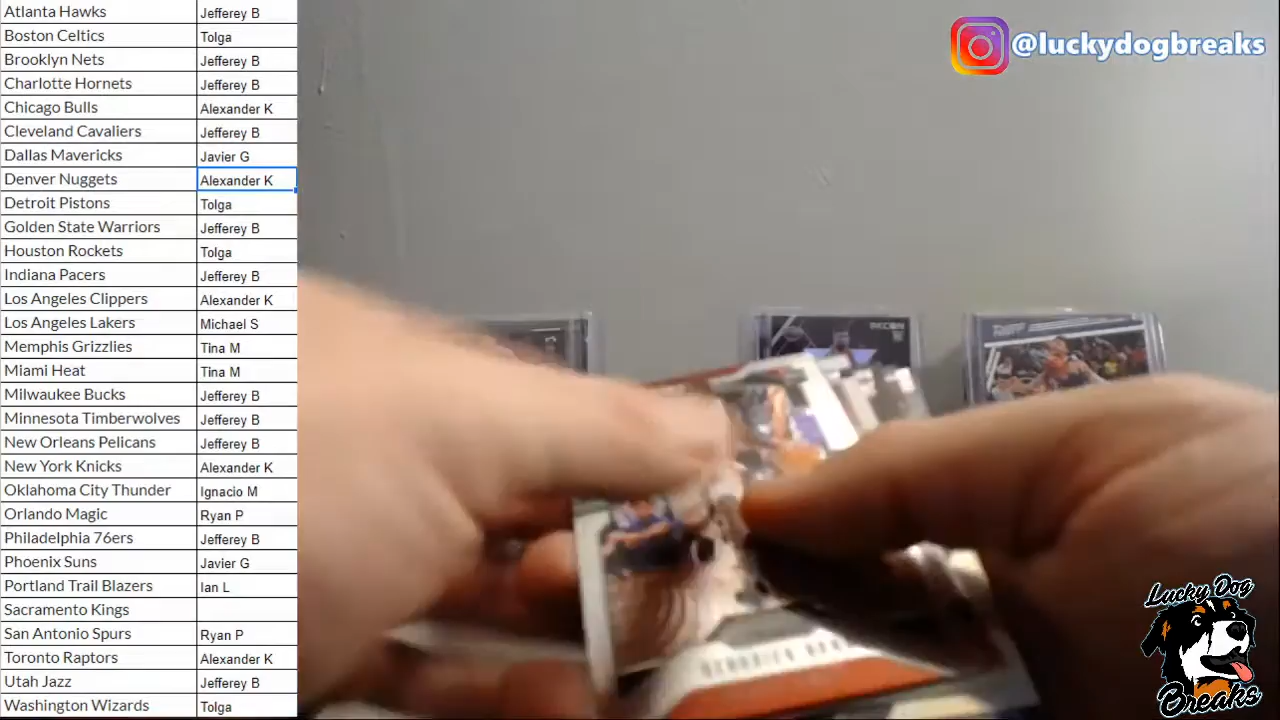 Atlanta Hawks Jefferey B
Boston Celtics Tolga
Brooklyn Nets Jefferey B
Charlotte Hornets Jefferey B
Chicago Bulls Alexander K
Cleveland Cavaliers Jefferey B
Dallas Mavericks Javier G
Denver Nuggets Alexander K
Detroit Pistons Tolga
Golden State Warriors Jefferey B
Houston Rockets Tolga
Indiana Pacers Jefferey B
Los Angeles Clippers Alexander K
Los Angeles Lakers Michael S
Memphis Grizzlies Tina M
Miami Heat Tina M
Milwaukee Bucks Jefferey B
Minnesota Timberwolves Jefferey B
New Orleans Pelicans Jefferey B
New York Knicks Alexander K
Oklahoma City Thunder Ignacio M
Orlando Magic Ryan P
Philadelphia 76ers Jefferey B
Phoenix Suns Javier G
Portland Trail Blazers Ian L
Sacramento Kings
San Antonio Spurs Ryan P
Toronto Raptors Alexander K
Utah Jazz Jefferey B
Washington Wizards Tolga
@luckydogbreaks
Lucky Dog
Breaks